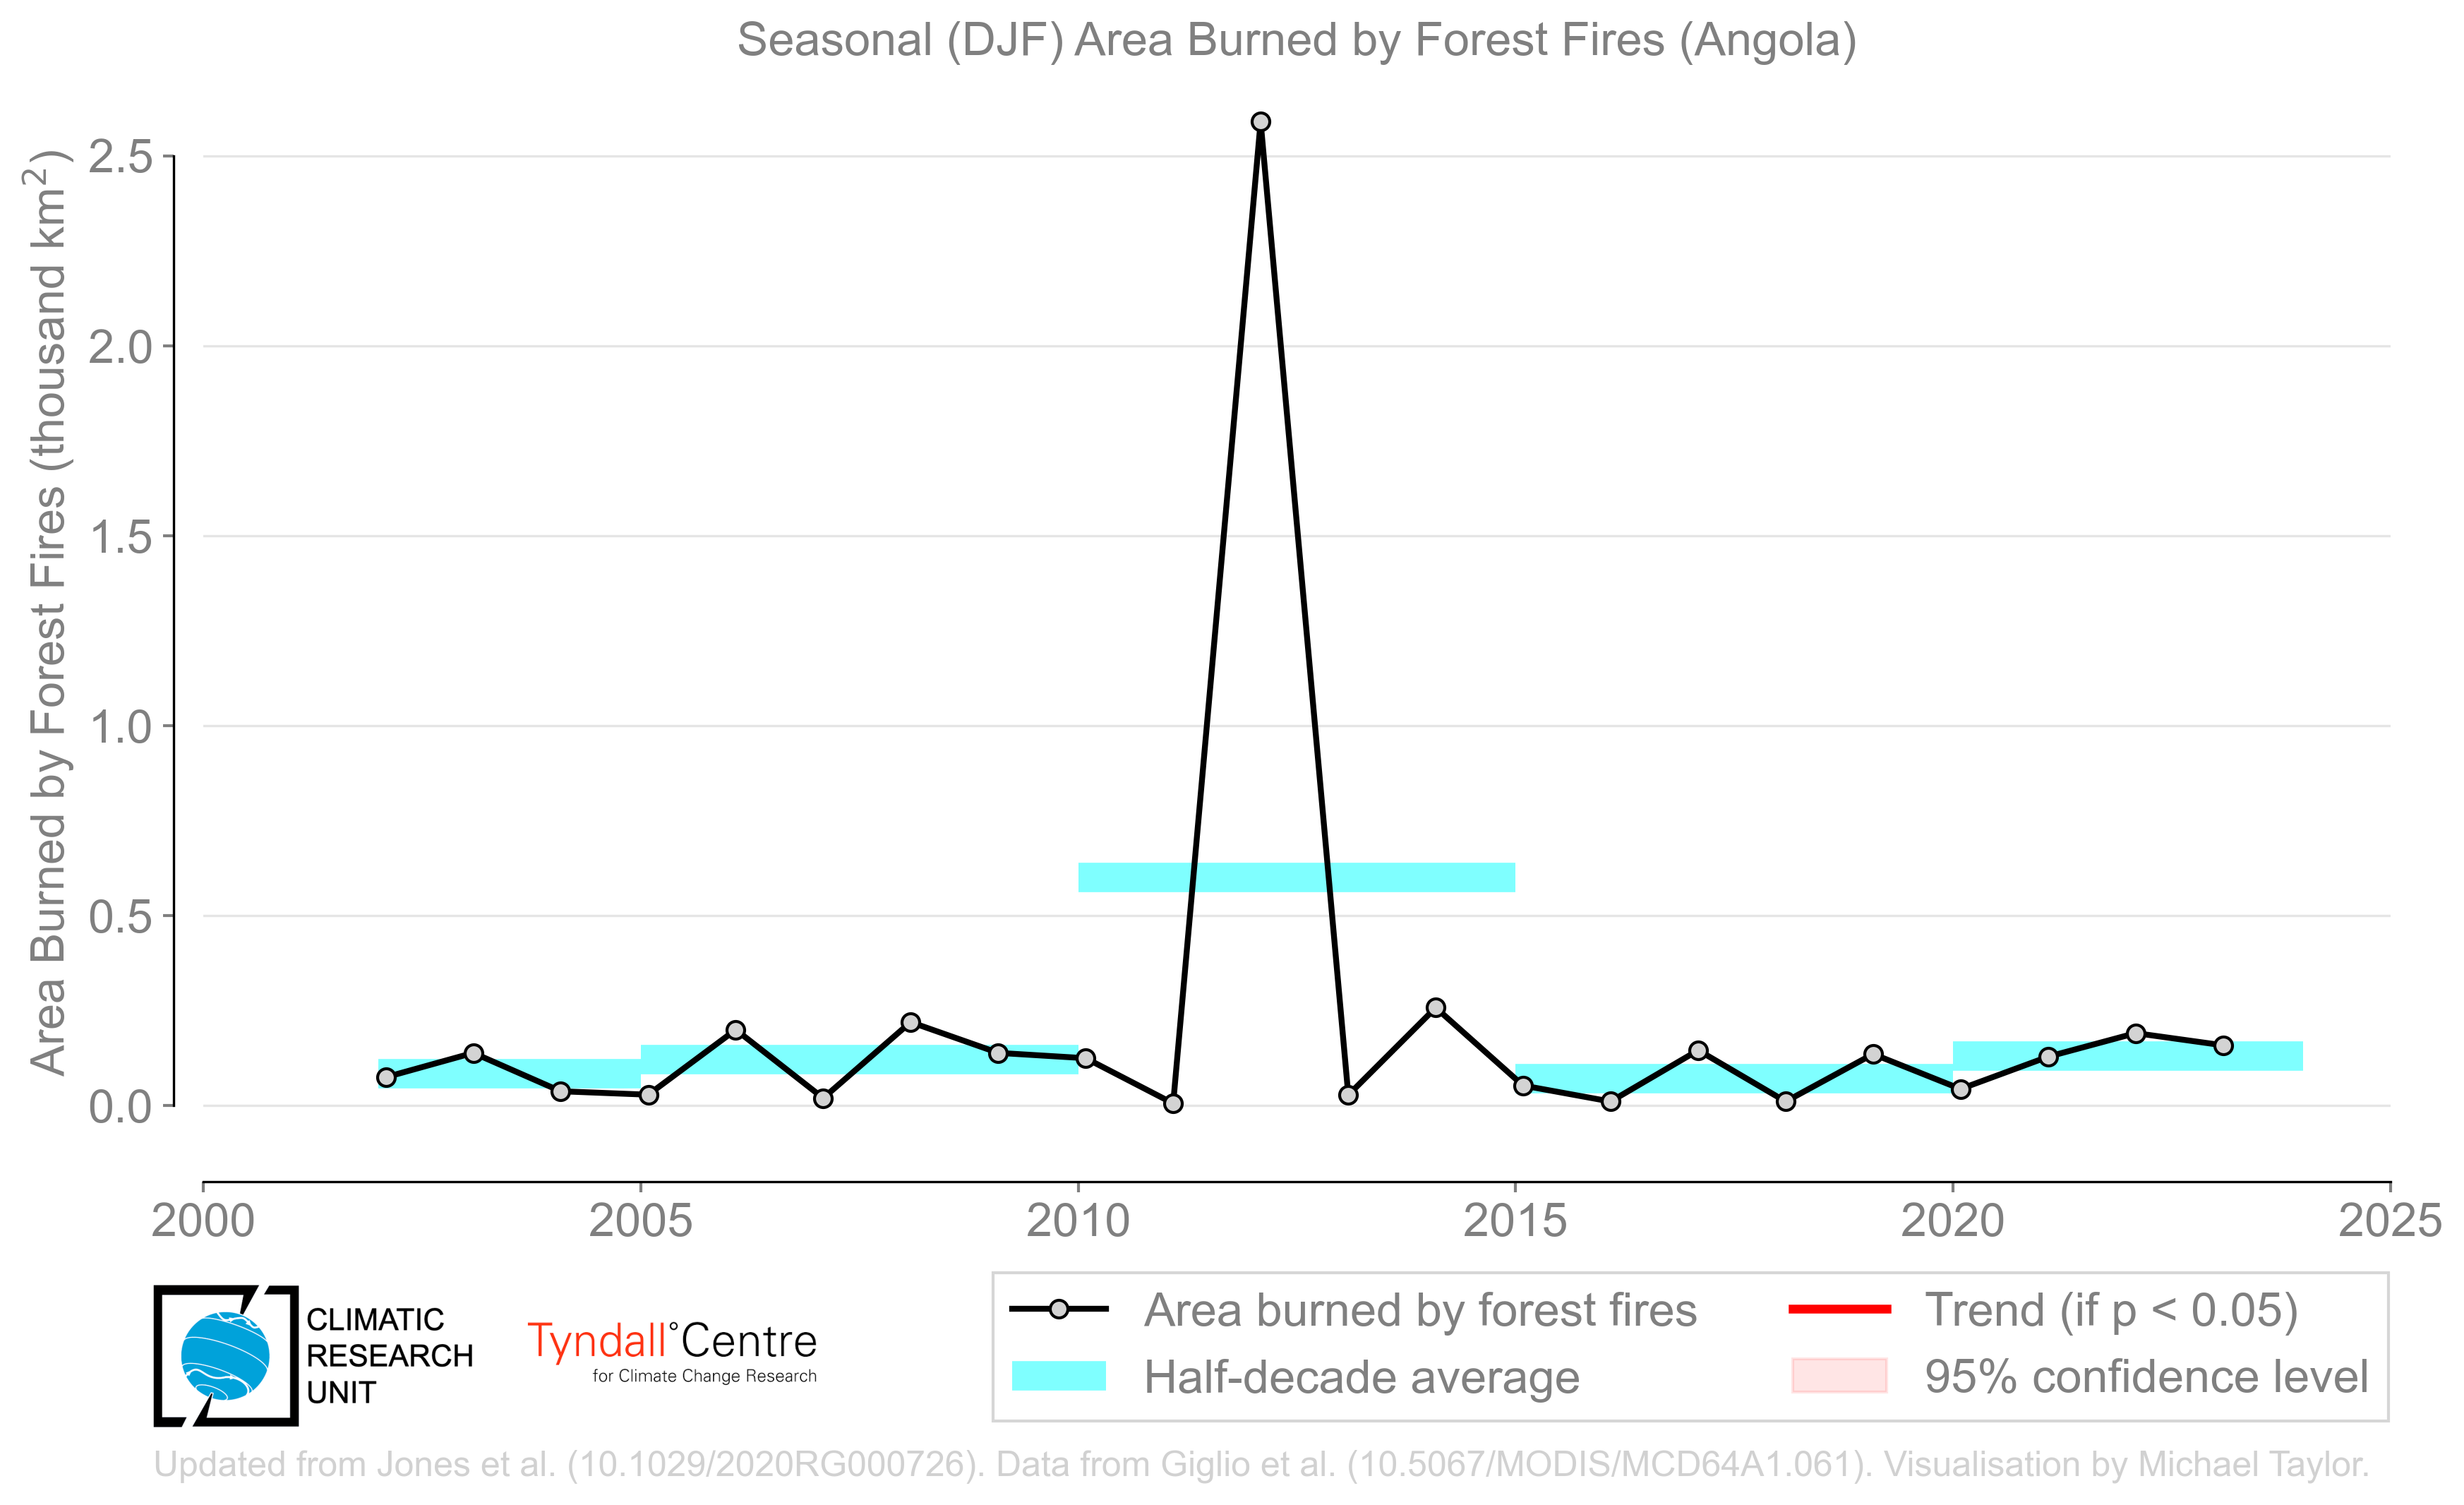 Seasonal (DJF) Area Burned by Forest Fires (Angola)
Area Burned by Forest Fires (thousand km²)
2.5
2.0
1.5
1.0
0.5
0.0
2000 2005 2010 2015 2020 2025
CLIMATIC
RESEARCH
UNIT
Tyndall°Centre
for Climate Change Research
Area burned by forest fires
Half-decade average
Trend (if p < 0.05)
95% confidence level
Updated from Jones et al. (10.1029/2020RG000726). Data from Giglio et al. (10.5067/MODIS/MCD64A1.061). Visualisation by Michael Taylor.